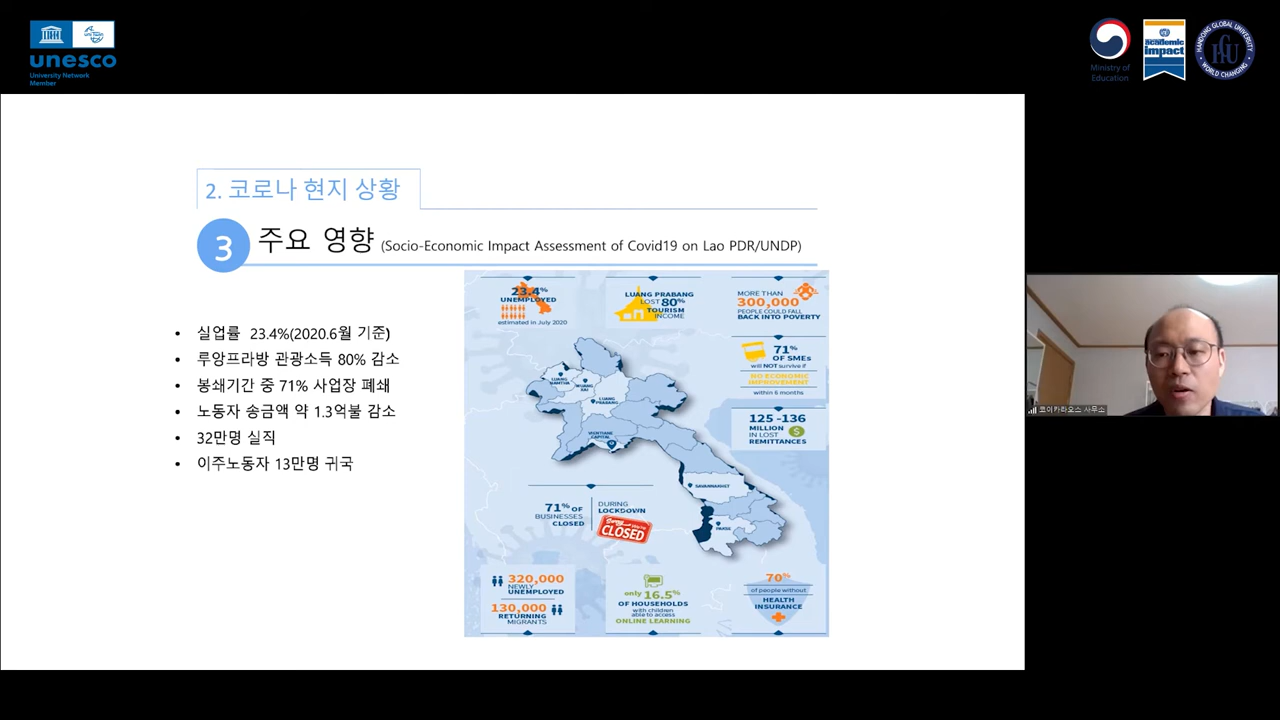 unesco
University Network
Member
Ministry of
Education
academic
impact
HANDONG GLOBAL UNIVERSITY
WORLD CHANGING
2. 코로나 현지 상황
3 주요 영향 (Socio-Economic Impact Assessment of Covid19 on Lao PDR/UNDP)
• 실업률 23.4%(2020.6월 기준)
• 루앙프라방 관광소득 80% 감소
• 봉쇄기간 중 71% 사업장 폐쇄
• 노동자 송금액 약 1.3억불 감소
• 32만명 실직
• 이주노동자 13만명 귀국
23.4%
UNEMPLOYED
estimated in July 2020
LUANG PRABANG
LOST 80%
TOURISM
INCOME
MORE THAN
300,000
PEOPLE COULD FALL
BACK INTO POVERTY
71%
OF SMEs
will NOT survive if
NO ECONOMIC
IMPROVEMENT
within 6 months
125 -136
MILLION
IN LOST
REMITTANCES
LUANG
NAMTHA
LUANG
PRABANG
VIENTIANE
CAPITAL
SAVANNAKHET
PAKSE
71% OF
BUSINESSES
CLOSED
DURING
LOCKDOWN
Sorry we're
CLOSED
320,000
NEWLY
UNEMPLOYED
130,000
RETURNING
MIGRANTS
only 16.5%
OF HOUSEHOLDS
with children
able to access
ONLINE LEARNING
70%
of people without
HEALTH
INSURANCE
코이카라오스 사무소